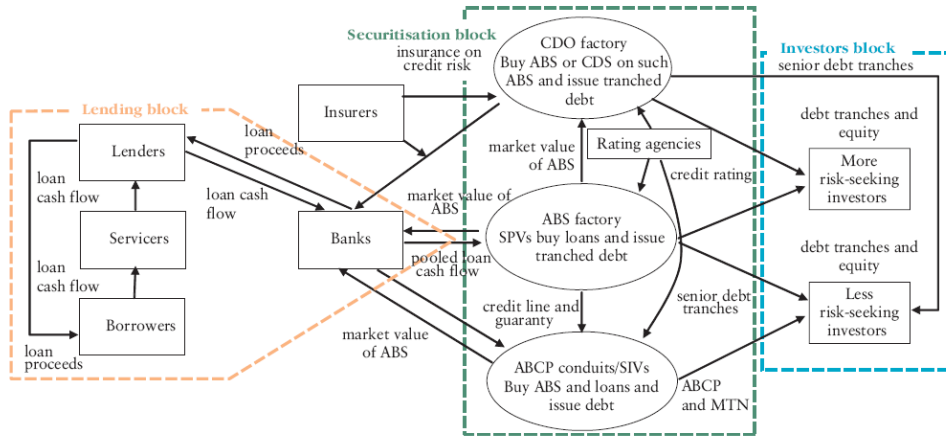 Securitisation block
insurance on
credit risk
CDO factory
Buy ABS or CDS on such
ABS and issue tranched
debt
Investors block
senior debt tranches
Lending block
Insurers
loan
proceeds
Lenders
loan
cash flow
loan cash
flow
market value
of ABS
Rating agencies
credit rating
debt tranches and
equity
More
risk-seeking
investors
market value of
ABS
Servicers
Banks
ABS factory
SPVs buy loans and issue
tranched debt
pooled loan
cash flow
debt tranches and
equity
loan
cash flow
Borrowers
credit line and
guaranty
senior debt
tranches
Less
risk-seeking
investors
loan
proceeds
market value
of ABS
ABCP conduits/SIVs
Buy ABS and loans and
issue debt
ABCP
and MTN